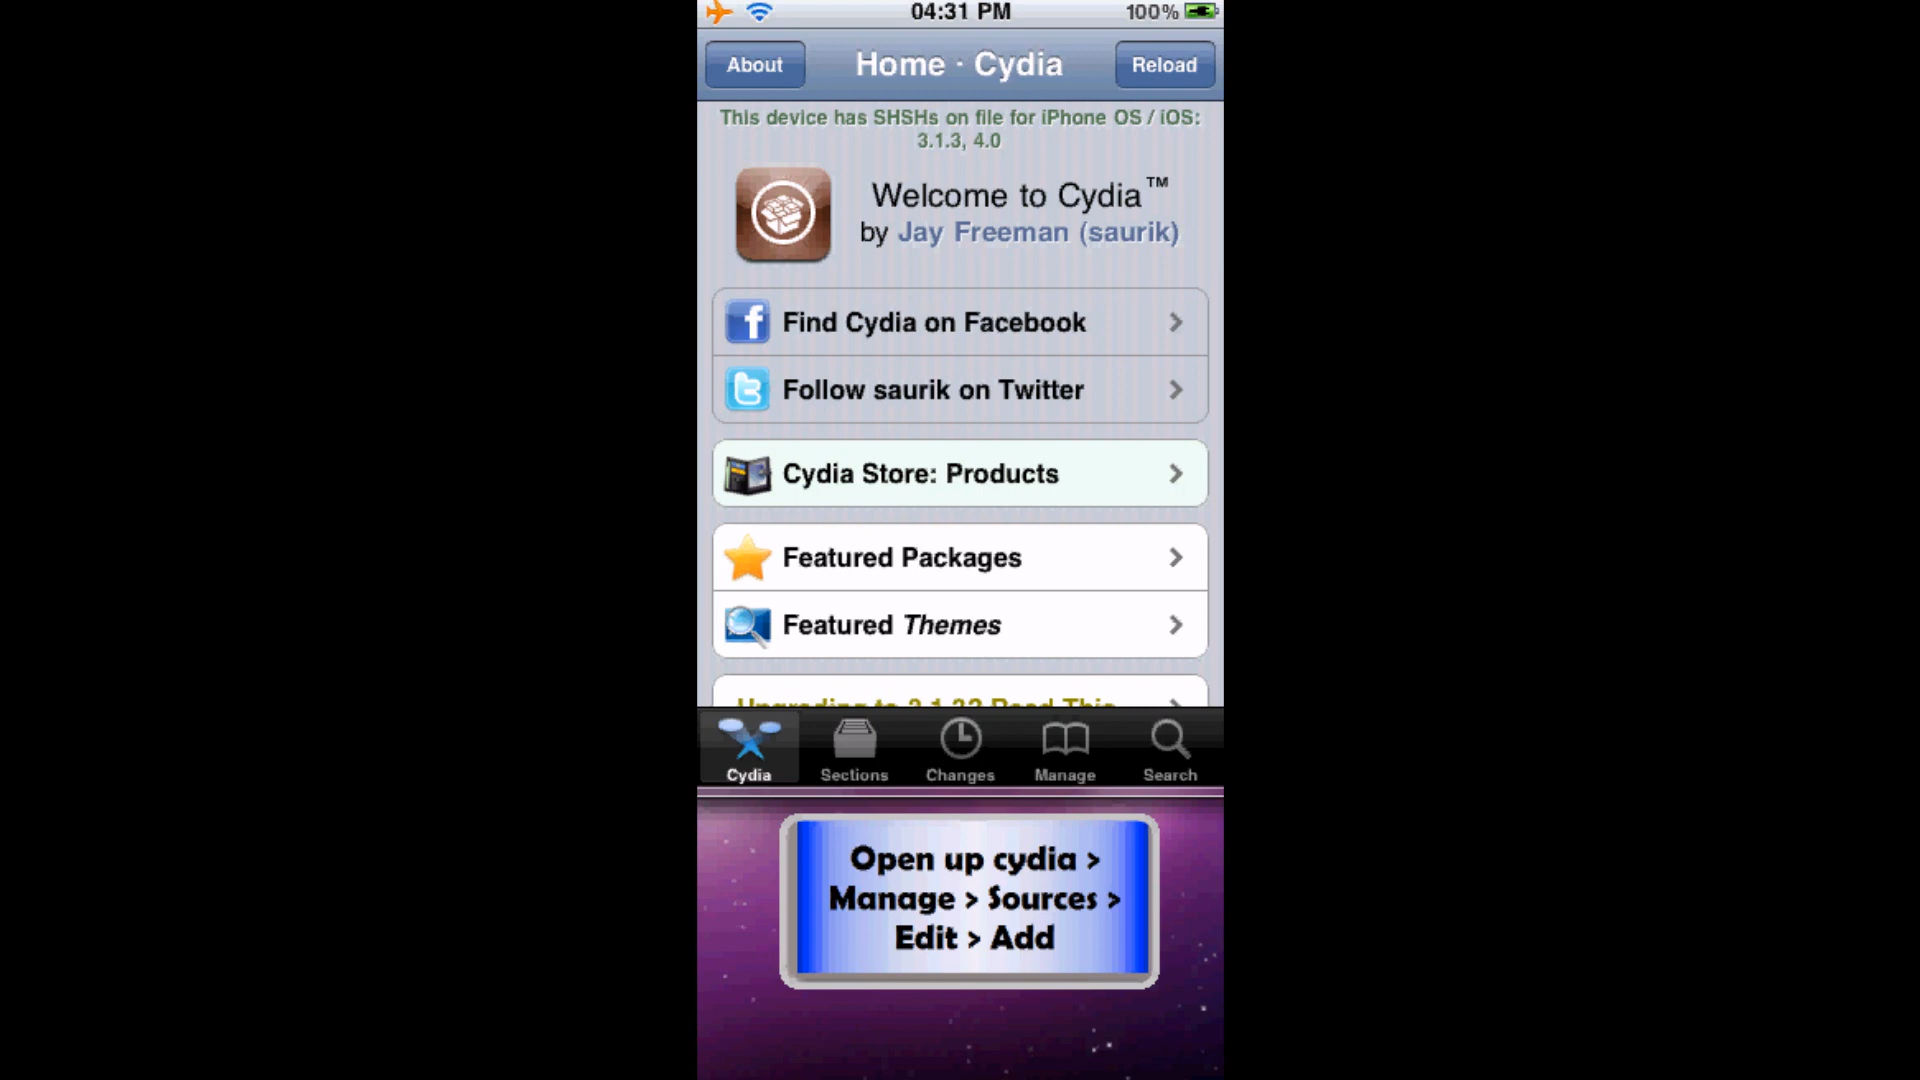 04:31 PM 100%
About Home · Cydia Reload
This device has SHSHs on file for iPhone OS / iOS:
3.1.3, 4.0
Welcome to Cydia™
by Jay Freeman (saurik)
Find Cydia on Facebook
Follow saurik on Twitter
Cydia Store: Products
Featured Packages
Featured Themes
Upgrading to 3.1.3? Read This
Cydia Sections Changes Manage Search
Open up cydia >
Manage > Sources >
Edit > Add